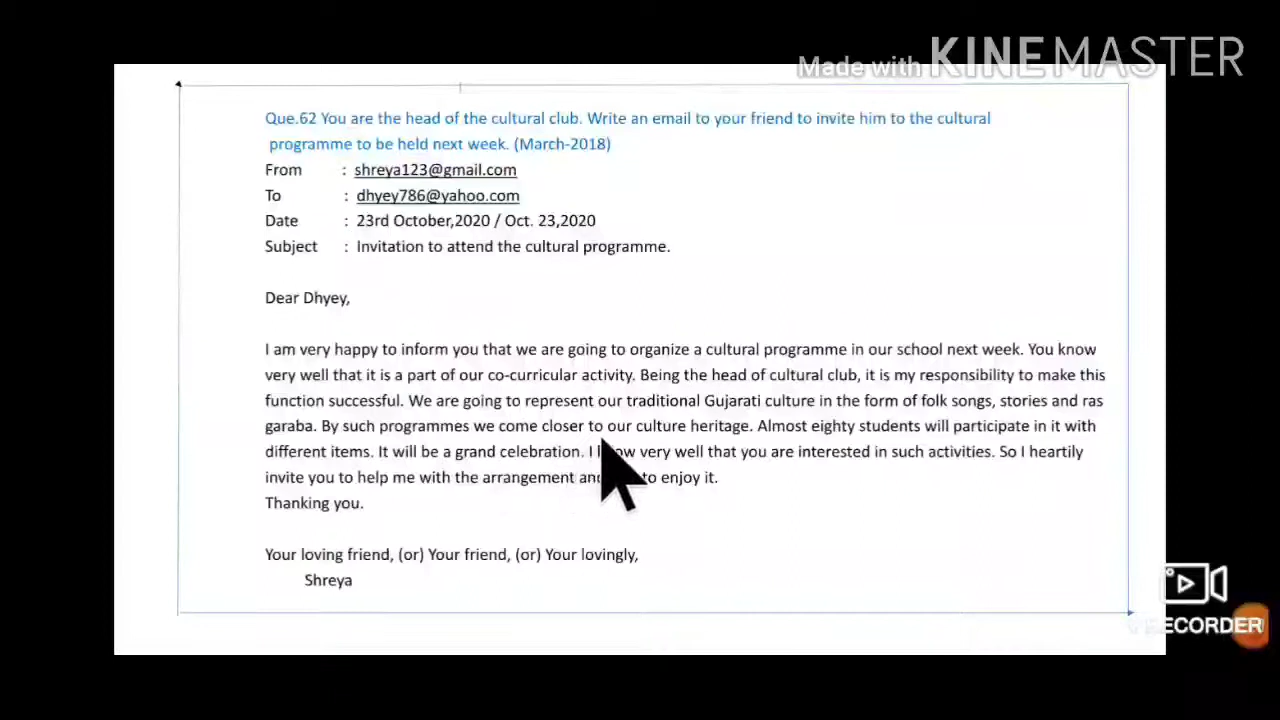 Made with KINEMASTER
Que.62 You are the head of the cultural club. Write an email to your friend to invite him to the cultural
programme to be held next week. (March-2018)
From : shreya123@gmail.com
To : dhyey786@yahoo.com
Date : 23rd October,2020 / Oct. 23,2020
Subject : Invitation to attend the cultural programme.
Dear Dhyey,
I am very happy to inform you that we are going to organize a cultural programme in our school next week. You know
very well that it is a part of our co-curricular activity. Being the head of cultural club, it is my responsibility to make this
function successful. We are going to represent our traditional Gujarati culture in the form of folk songs, stories and ras
garaba. By such programmes we come closer to our culture heritage. Almost eighty students will participate in it with
different items. It will be a grand celebration. I know very well that you are interested in such activities. So I heartily
invite you to help me with the arrangement and to enjoy it.
Thanking you.
Your loving friend, (or) Your friend, (or) Your lovingly,
Shreya
RECORDER